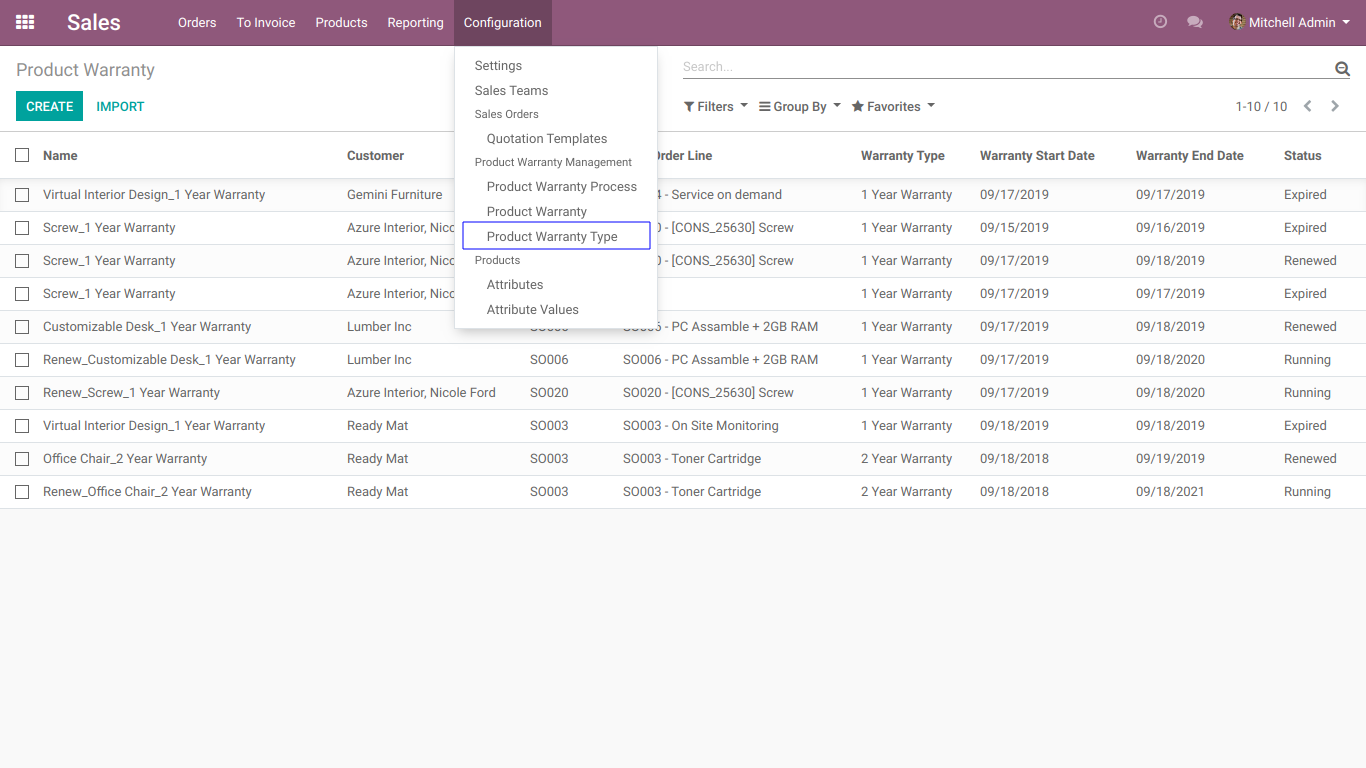 Sales Orders To Invoice Products Reporting Configuration Mitchell Admin
Product Warranty
Search...
CREATE IMPORT
Filters Group By Favorites 1-10 / 10
Settings
Sales Teams
Sales Orders
Quotation Templates
Product Warranty Management
Product Warranty Process
Product Warranty
Product Warranty Type
Products
Attributes
Attribute Values
Name Customer Line Warranty Type Warranty Start Date Warranty End Date Status
Virtual Interior Design_1 Year Warranty Gemini Furniture 4 - Service on demand 1 Year Warranty 09/17/2019 09/17/2019 Expired
Screw_1 Year Warranty Azure Interior, Nico - [CONS_25630] Screw 1 Year Warranty 09/15/2019 09/16/2019 Expired
Screw_1 Year Warranty Azure Interior, Nico - [CONS_25630] Screw 1 Year Warranty 09/17/2019 09/18/2019 Renewed
Screw_1 Year Warranty Azure Interior, Nico 1 Year Warranty 09/17/2019 09/17/2019 Expired
Customizable Desk_1 Year Warranty Lumber Inc - PC Assamble + 2GB RAM 1 Year Warranty 09/17/2019 09/18/2019 Renewed
Renew_Customizable Desk_1 Year Warranty Lumber Inc SO006 SO006 - PC Assamble + 2GB RAM 1 Year Warranty 09/17/2019 09/18/2020 Running
Renew_Screw_1 Year Warranty Azure Interior, Nicole Ford SO020 SO020 - [CONS_25630] Screw 1 Year Warranty 09/17/2019 09/18/2020 Running
Virtual Interior Design_1 Year Warranty Ready Mat SO003 SO003 - On Site Monitoring 1 Year Warranty 09/18/2019 09/18/2019 Expired
Office Chair_2 Year Warranty Ready Mat SO003 SO003 - Toner Cartridge 2 Year Warranty 09/18/2018 09/19/2019 Renewed
Renew_Office Chair_2 Year Warranty Ready Mat SO003 SO003 - Toner Cartridge 2 Year Warranty 09/18/2018 09/18/2021 Running